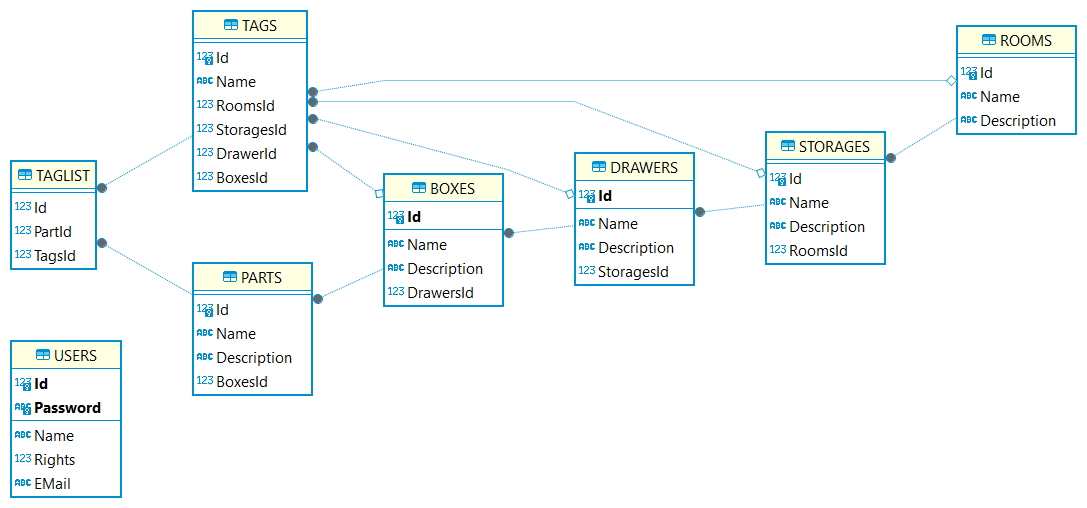 TAGS
123 Id
ABC Name
123 RoomsId
123 StoragesId
123 DrawerId
123 BoxesId
ROOMS
123 Id
ABC Name
ABC Description
STORAGES
123 Id
ABC Name
ABC Description
123 RoomsId
DRAWERS
123 Id
ABC Name
ABC Description
123 StoragesId
BOXES
123 Id
ABC Name
ABC Description
123 DrawersId
TAGLIST
123 Id
123 PartId
123 TagsId
PARTS
123 Id
ABC Name
ABC Description
123 BoxesId
USERS
123 Id
ABC Password
ABC Name
123 Rights
ABC EMail